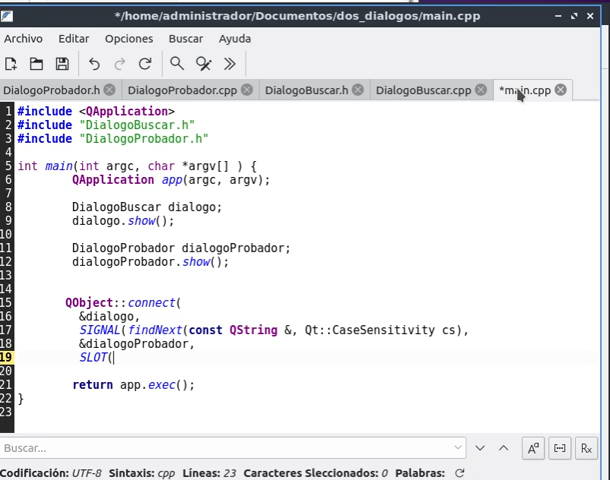 */home/administrador/Documentos/dos_dialogos/main.cpp
Archivo Editar Opciones Buscar Ayuda
DialogoProbador.h DialogoProbador.cpp DialogoBuscar.h DialogoBuscar.cpp *main.cpp
1 #include <QApplication>
2 #include "DialogoBuscar.h"
3 #include "DialogoProbador.h"
4
5 int main(int argc, char *argv[] ) {
6 QApplication app(argc, argv);
7
8 DialogoBuscar dialogo;
9 dialogo.show();
10
11 DialogoProbador dialogoProbador;
12 dialogoProbador.show();
13
14
15 QObject::connect(
16 &dialogo,
17 SIGNAL(findNext(const QString &, Qt::CaseSensitivity cs),
18 &dialogoProbador,
19 SLOT(
20
21 return app.exec();
22 }
23
Buscar...
Aª Rx
Codificación: UTF-8 Sintaxis: cpp Lineas: 23 Caracteres Sleccionados: 0 Palabras: